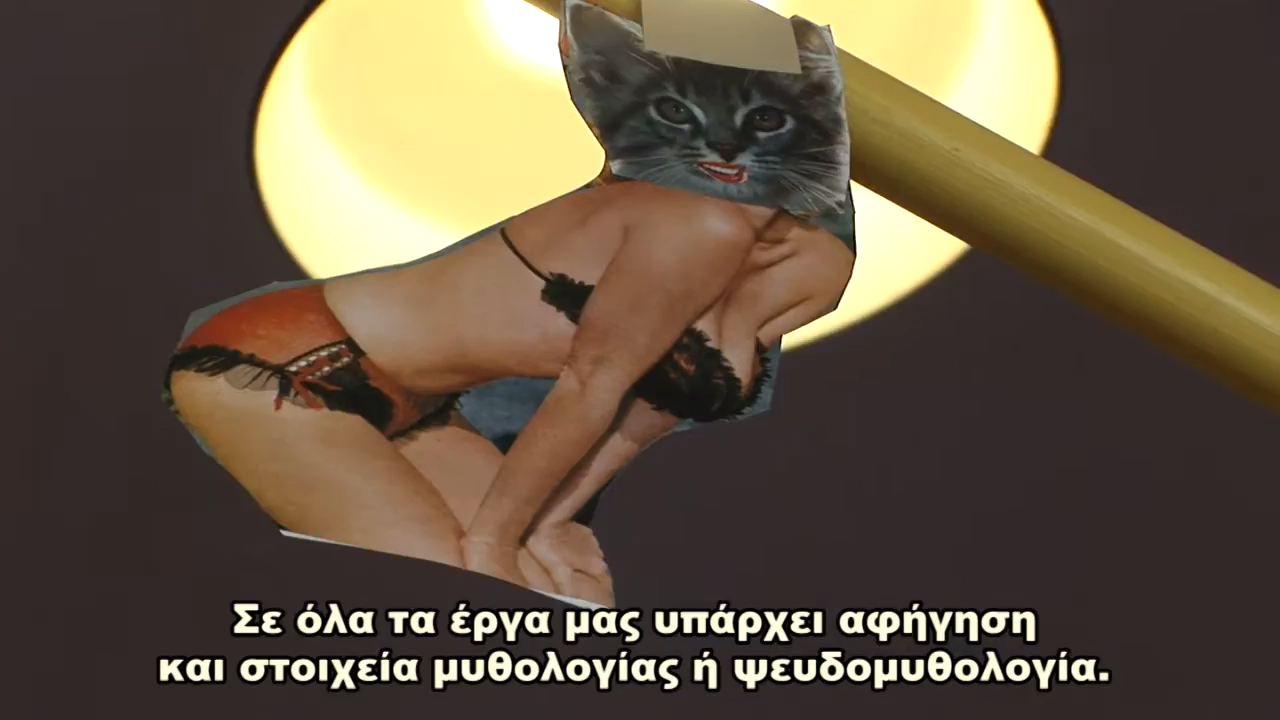 Σε όλα τα έργα μας υπάρχει αφήγηση
και στοιχεία μυθολογίας ή ψευδομυθολογία.